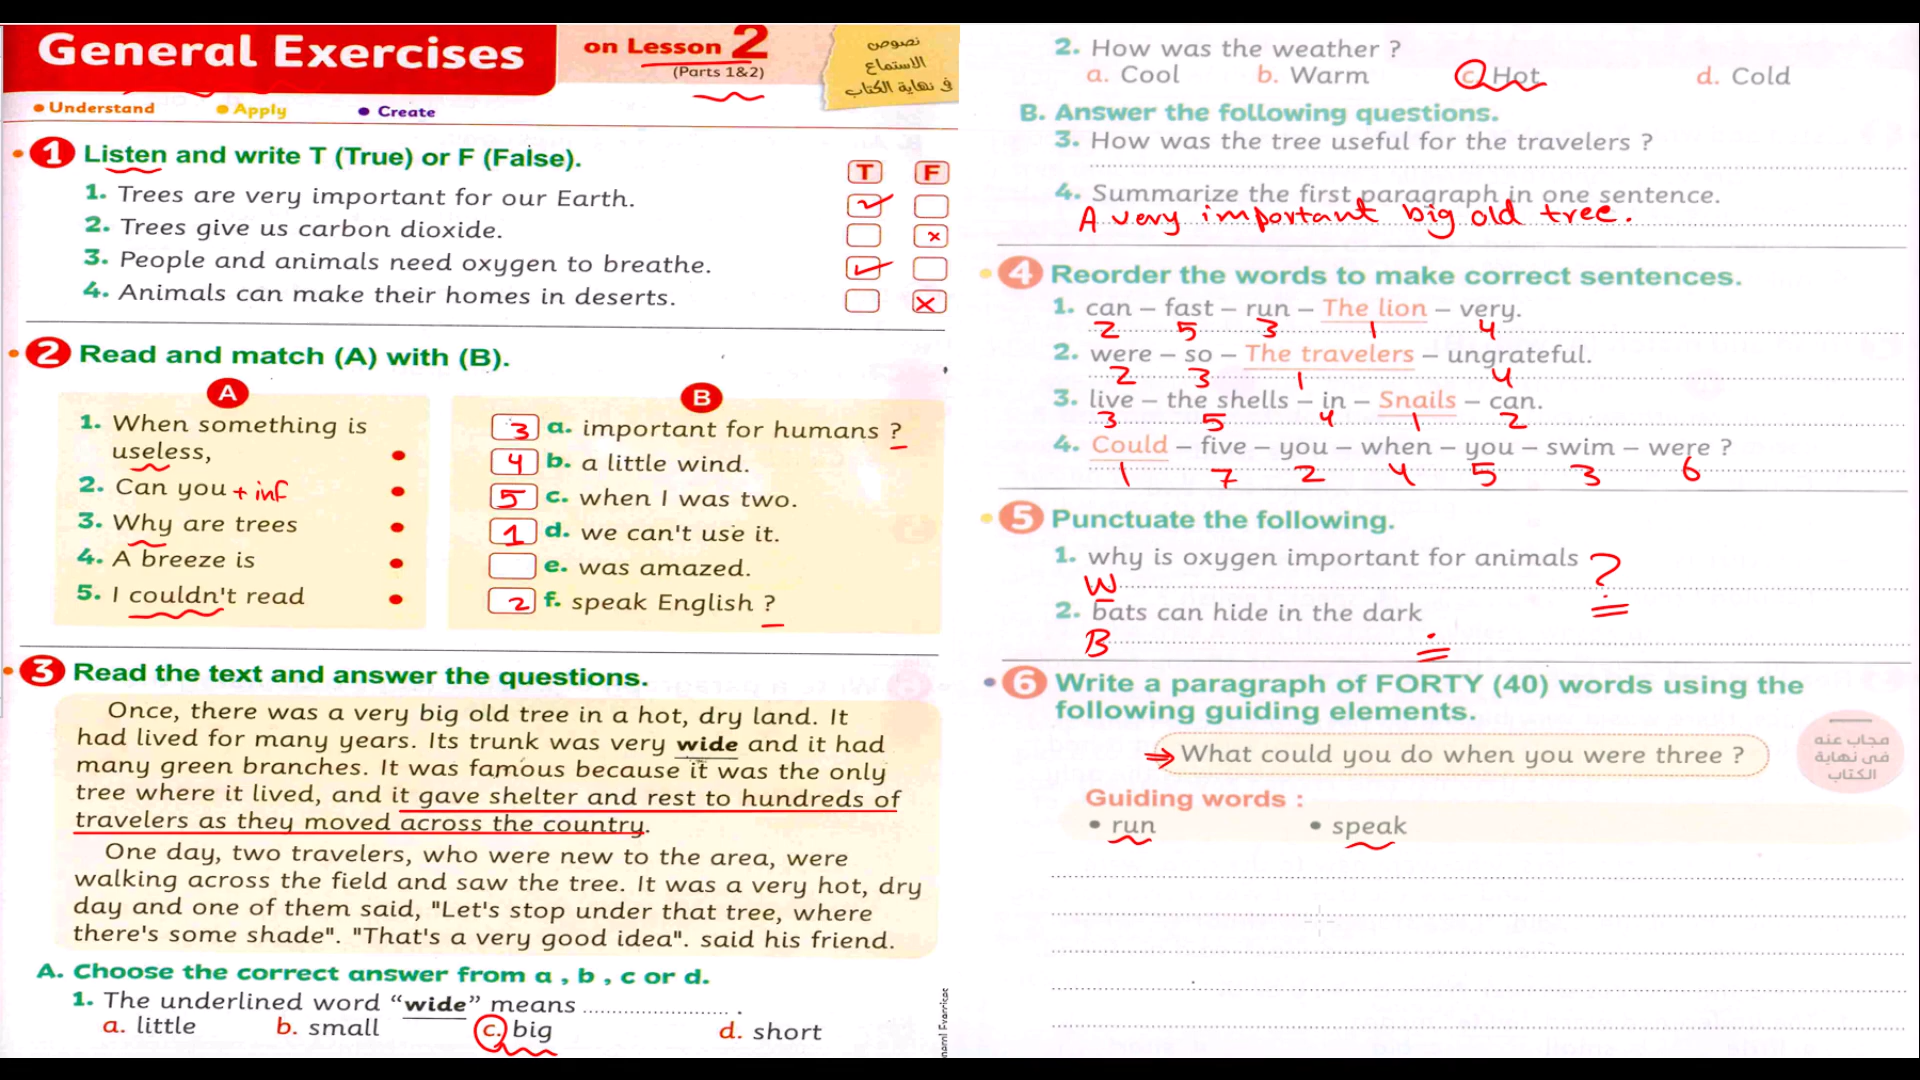 General Exercises on Lesson 2
(Parts 1&2)
نصوص
الاستماع
فى نهاية الكتاب
• Understand • Apply • Create
1 Listen and write T (True) or F (False).
T F
1. Trees are very important for our Earth. ✓
2. Trees give us carbon dioxide. x
3. People and animals need oxygen to breathe. ✓
4. Animals can make their homes in deserts. x
2 Read and match (A) with (B).
A
1. When something is
useless,
2. Can you + inf
3. Why are trees
4. A breeze is
5. I couldn't read
B
3 a. important for humans ?
4 b. a little wind.
5 c. when I was two.
1 d. we can't use it.
e. was amazed.
2 f. speak English ?
3 Read the text and answer the questions.
Once, there was a very big old tree in a hot, dry land. It
had lived for many years. Its trunk was very wide and it had
many green branches. It was famous because it was the only
tree where it lived, and it gave shelter and rest to hundreds of
travelers as they moved across the country.
One day, two travelers, who were new to the area, were
walking across the field and saw the tree. It was a very hot, dry
day and one of them said, "Let's stop under that tree, where
there's some shade". "That's a very good idea". said his friend.
A. Choose the correct answer from a , b , c or d.
1. The underlined word “wide” means ........................ .
a. little b. small c. big d. short
2. How was the weather ?
a. Cool b. Warm c. Hot d. Cold
B. Answer the following questions.
3. How was the tree useful for the travelers ?
4. Summarize the first paragraph in one sentence.
A very important big old tree.
4 Reorder the words to make correct sentences.
1. can – fast – run – The lion – very.
2 5 3 1 4
2. were – so – The travelers – ungrateful.
2 3 1 4
3. live – the shells – in – Snails – can.
3 5 4 1 2
4. Could – five – you – when – you – swim – were ?
1 7 2 4 5 3 6
5 Punctuate the following.
1. why is oxygen important for animals ?
W
2. bats can hide in the dark .
B
6 Write a paragraph of FORTY (40) words using the
following guiding elements.
What could you do when you were three ?
مجاب عنه
فى نهاية
الكتاب
Guiding words :
• run • speak